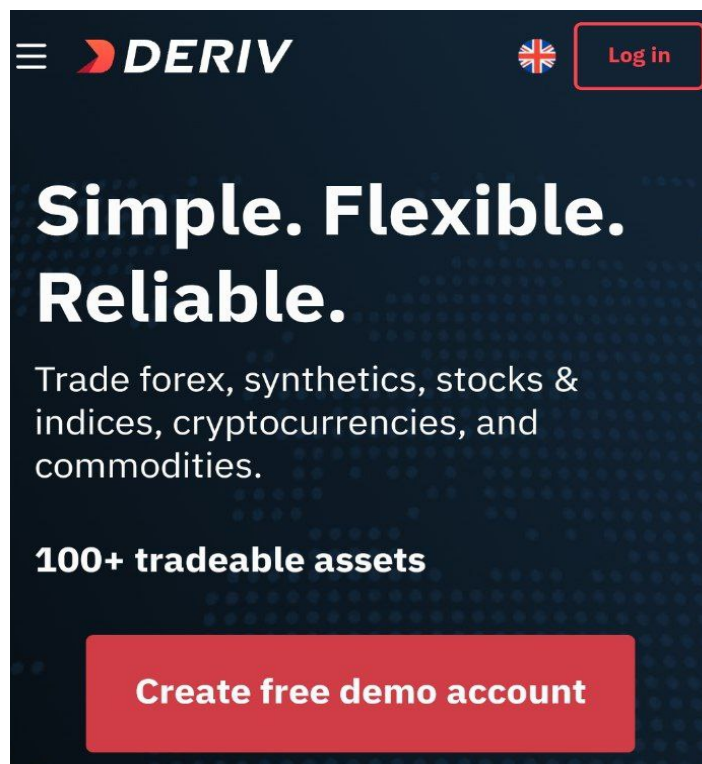 DERIV
Log in
Simple. Flexible.
Reliable.
Trade forex, synthetics, stocks &
indices, cryptocurrencies, and
commodities.
100+ tradeable assets
Create free demo account